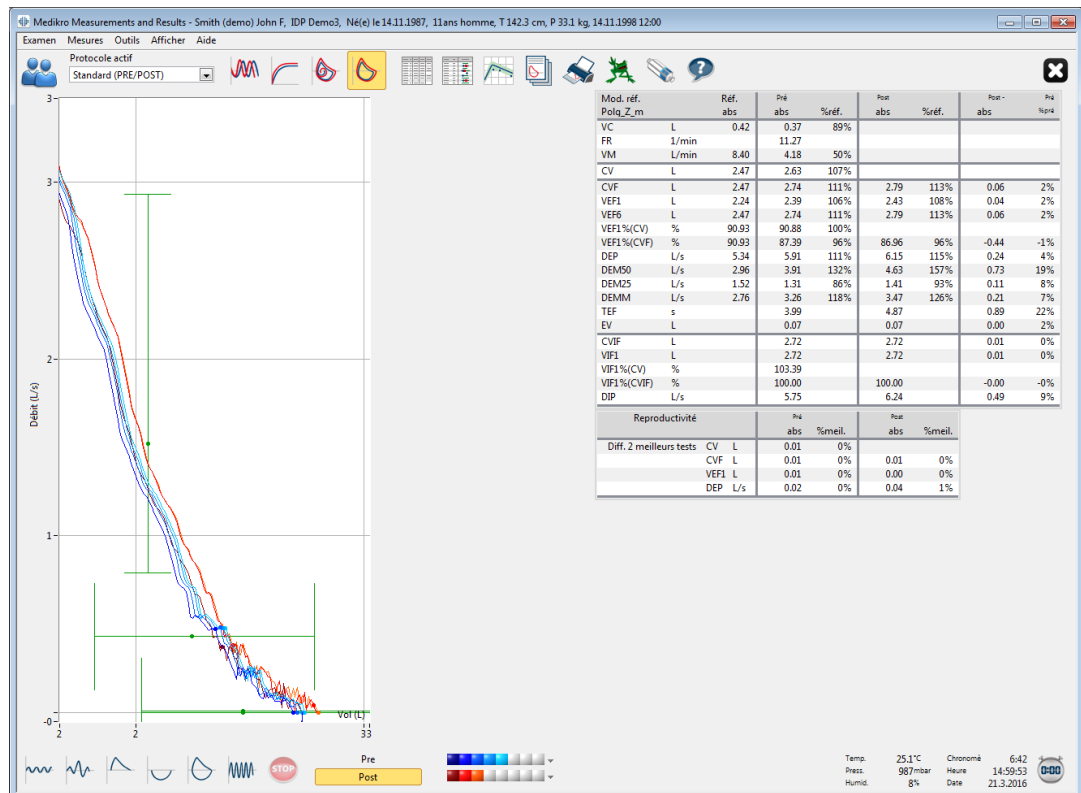 Medikro Measurements and Results - Smith (demo) John F, IDP Demo3, Né(e) le 14.11.1987, 11ans homme, T 142.3 cm, P 33.1 kg, 14.11.1998 12:00
Examen Mesures Outils Afficher Aide
Protocole actif
Standard (PRE/POST)
Mod. réf. Réf. Pré Post Post - Pré
Polg_Z_m abs abs %réf. abs %réf. abs %pré
VC L 0.42 0.37 89%
FR 1/min 11.27
VM L/min 8.40 4.18 50%
CV L 2.47 2.63 107%
CVF L 2.47 2.74 111% 2.79 113% 0.06 2%
VEF1 L 2.24 2.39 106% 2.43 108% 0.04 2%
VEF6 L 2.47 2.74 111% 2.79 113% 0.06 2%
VEF1%(CV) % 90.93 90.88 100%
VEF1%(CVF) % 90.93 87.39 96% 86.96 96% -0.44 -1%
DEP L/s 5.34 5.91 111% 6.15 115% 0.24 4%
DEM50 L/s 2.96 3.91 132% 4.63 157% 0.73 19%
DEM25 L/s 1.52 1.31 86% 1.41 93% 0.11 8%
DEMM L/s 2.76 3.26 118% 3.47 126% 0.21 7%
TEF s 3.99 4.87 0.89 22%
EV L 0.07 0.07 0.00 2%
CVIF L 2.72 2.72 0.01 0%
VIF1 L 2.72 2.72 0.01 0%
VIF1%(CV) % 103.39
VIF1%(CVIF) % 100.00 100.00 -0.00 -0%
DIP L/s 5.75 6.24 0.49 9%
Reproductivité Pré Post
abs %meil. abs %meil.
Diff. 2 meilleurs tests CV L 0.01 0%
CVF L 0.01 0% 0.01 0%
VEF1 L 0.01 0% 0.00 0%
DEP L/s 0.02 0% 0.04 1%
3
3
2
1
-0
Débit (L/s)
Vol (L)
2 2 33
STOP
Pre
Post
Temp. 25.1°C Chronomé 6:42
Press. 987mbar Heure 14:59:53
Humid. 8% Date 21.3.2016
0:00